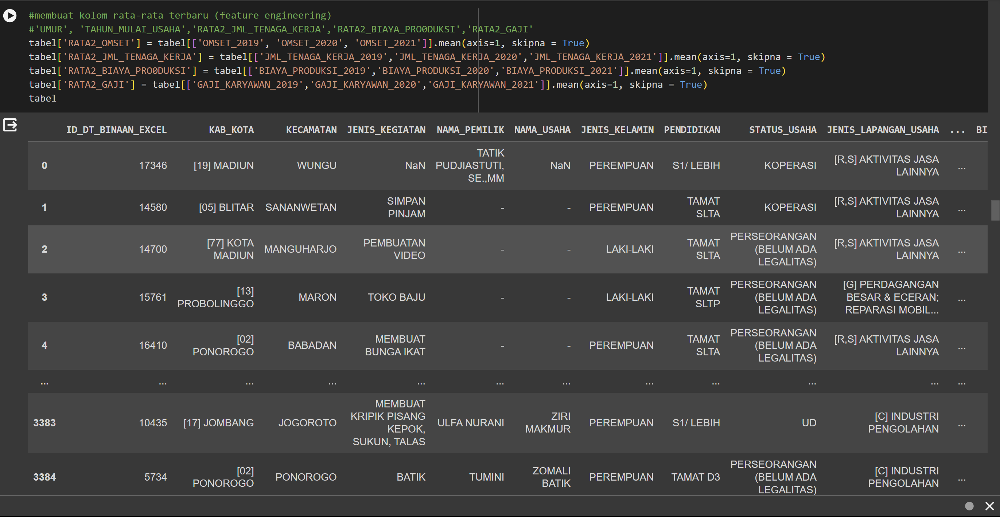 #membuat kolom rata-rata terbaru (feature engineering)
#'UMUR', 'TAHUN_MULAI_USAHA','RATA2_JML_TENAGA_KERJA','RATA2_BIAYA_PRO0DUKSI','RATA2_GAJI'
tabel['RATA2_OMSET'] = tabel[['OMSET_2019', 'OMSET_2020', 'OMSET_2021']].mean(axis=1, skipna = True)
tabel['RATA2_JML_TENAGA_KERJA'] = tabel[['JML_TENAGA_KERJA_2019','JML_TENAGA_KERJA_2020','JML_TENAGA_KERJA_2021']].mean(axis=1, skipna = True)
tabel['RATA2_BIAYA_PRO0DUKSI'] = tabel[['BIAYA_PRODUKSI_2019','BIAYA_PRODUKSI_2020','BIAYA_PRODUKSI_2021']].mean(axis=1, skipna = True)
tabel['RATA2_GAJI'] = tabel[['GAJI_KARYAWAN_2019','GAJI_KARYAWAN_2020','GAJI_KARYAWAN_2021']].mean(axis=1, skipna = True)
tabel
ID_DT_BINAAN_EXCEL KAB_KOTA KECAMATAN JENIS_KEGIATAN NAMA_PEMILIK NAMA_USAHA JENIS_KELAMIN PENDIDIKAN STATUS_USAHA JENIS_LAPANGAN_USAHA ... BI
0 17346 [19] MADIUN WUNGU NaN TATIK PUDJIASTUTI, SE.,MM NaN PEREMPUAN S1/ LEBIH KOPERASI [R,S] AKTIVITAS JASA LAINNYA ...
1 14580 [05] BLITAR SANANWETAN SIMPAN PINJAM - - PEREMPUAN TAMAT SLTA KOPERASI [R,S] AKTIVITAS JASA LAINNYA ...
2 14700 [77] KOTA MADIUN MANGUHARJO PEMBUATAN VIDEO - - LAKI-LAKI TAMAT SLTA PERSEORANGAN (BELUM ADA LEGALITAS) [R,S] AKTIVITAS JASA LAINNYA ...
3 15761 [13] PROBOLINGGO MARON TOKO BAJU - - LAKI-LAKI TAMAT SLTP PERSEORANGAN (BELUM ADA LEGALITAS) [G] PERDAGANGAN BESAR & ECERAN; REPARASI MOBIL... ...
4 16410 [02] PONOROGO BABADAN MEMBUAT BUNGA IKAT - - PEREMPUAN TAMAT SLTA PERSEORANGAN (BELUM ADA LEGALITAS) [R,S] AKTIVITAS JASA LAINNYA ...
... ... ... ... ... ... ... ... ... ... ... ...
3383 10435 [17] JOMBANG JOGOROTO MEMBUAT KRIPIK PISANG KEPOK, SUKUN, TALAS ULFA NURANI ZIRI MAKMUR PEREMPUAN S1/ LEBIH UD [C] INDUSTRI PENGOLAHAN ...
3384 5734 [02] PONOROGO PONOROGO BATIK TUMINI ZOMALI BATIK PEREMPUAN TAMAT D3 PERSEORANGAN (BELUM ADA LEGALITAS) [C] INDUSTRI PENGOLAHAN ...